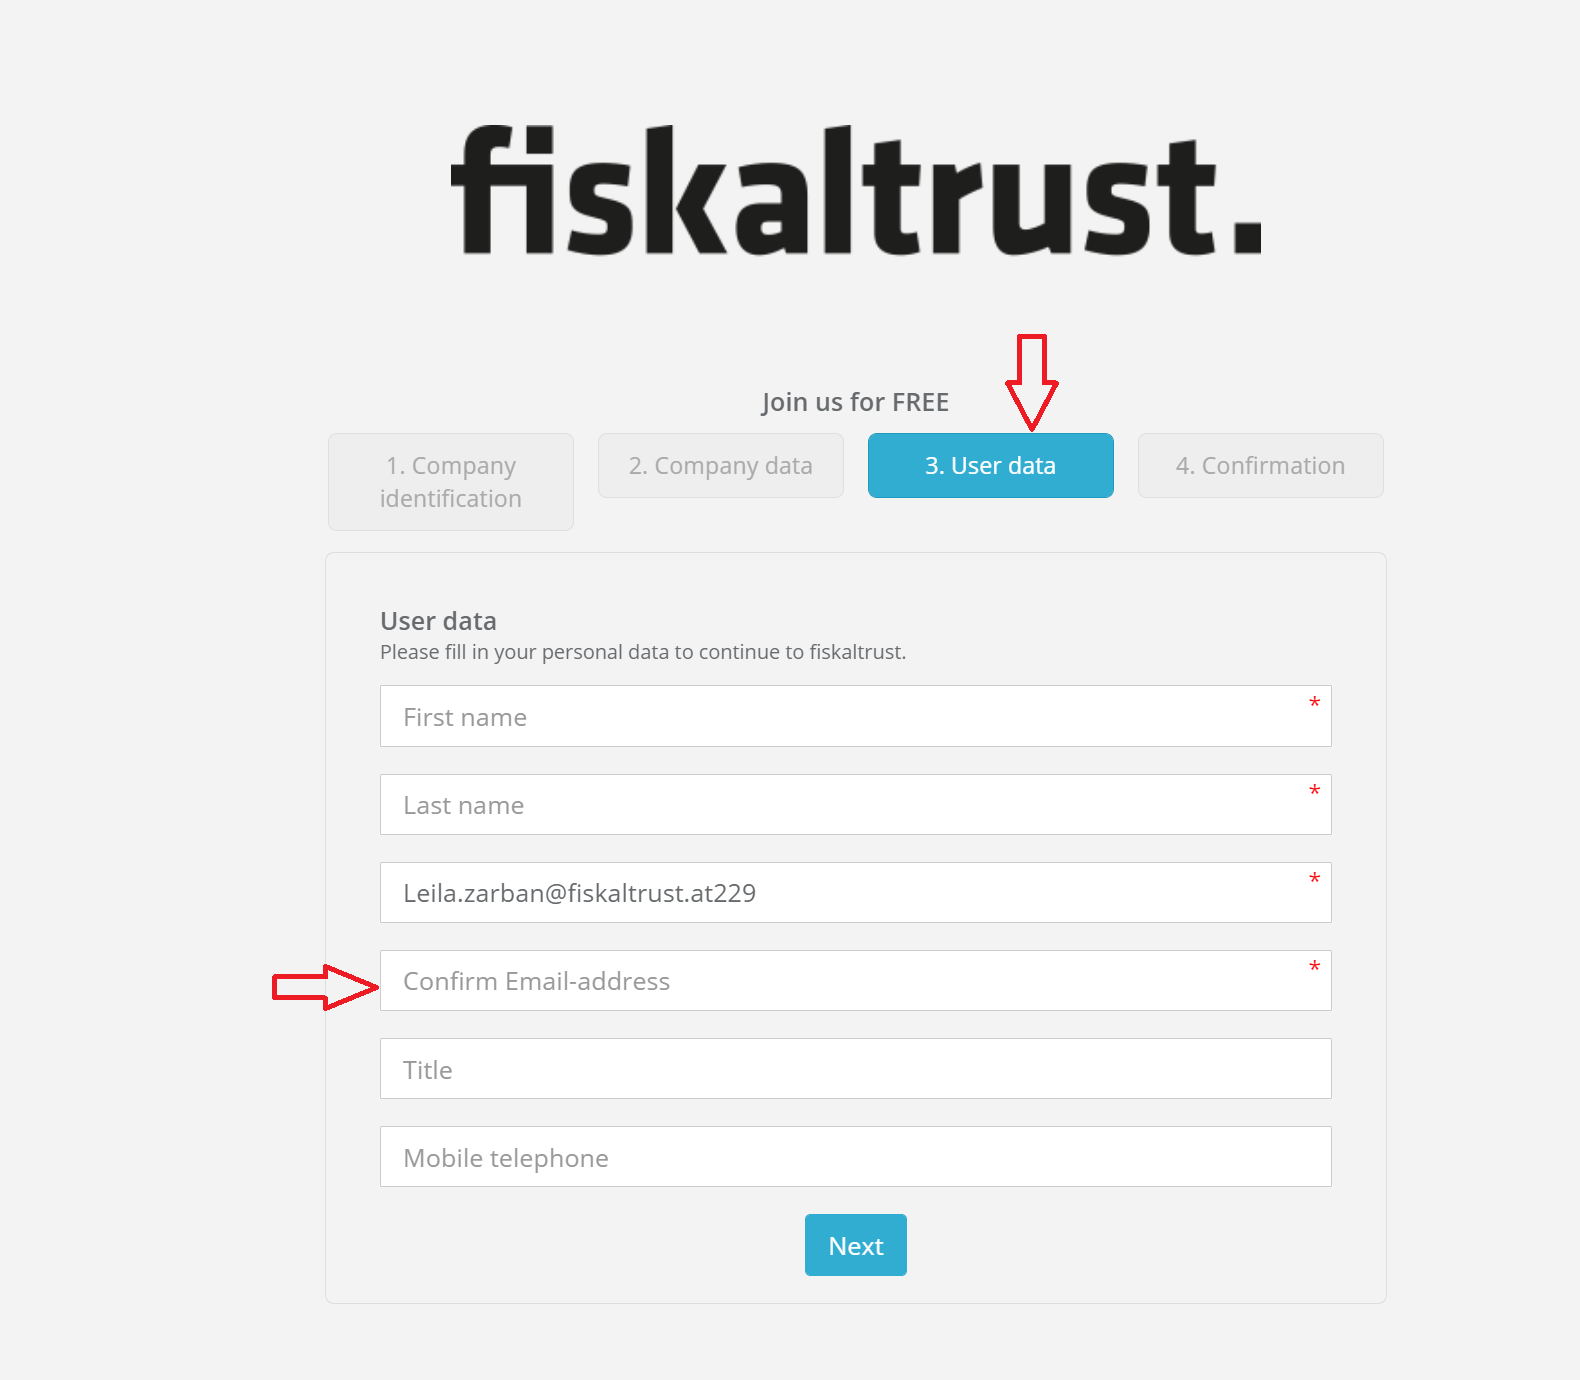 fiskaltrust.
Join us for FREE
1. Company
identification
2. Company data
3. User data
4. Confirmation
User data
Please fill in your personal data to continue to fiskaltrust.
First name *
Last name *
Leila.zarban@fiskaltrust.at229 *
Confirm Email-address *
Title
Mobile telephone
Next